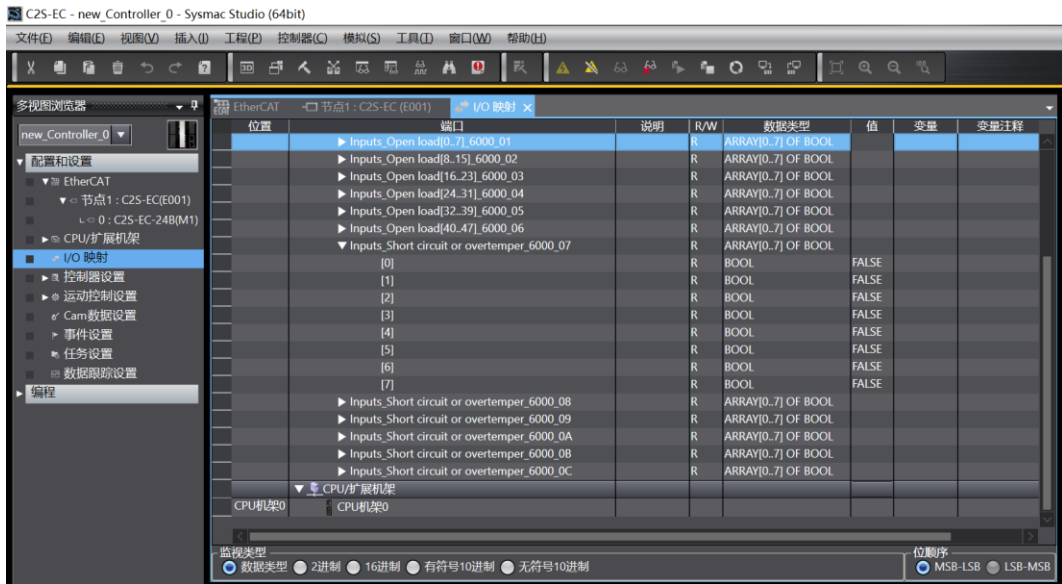 C2S-EC - new_Controller_0 - Sysmac Studio (64bit)
文件(F) 编辑(E) 视图(V) 插入(I) 工程(P) 控制器(C) 模拟(S) 工具(T) 窗口(W) 帮助(H)
多视图浏览器
new_Controller_0
配置和设置
EtherCAT
节点1 : C2S-EC(E001)
0 : C2S-EC-24B(M1)
CPU/扩展机架
I/O 映射
控制器设置
运动控制设置
Cam数据设置
事件设置
任务设置
数据跟踪设置
编程
EtherCAT 节点1 : C2S-EC (E001) I/O 映射
位置 端口 说明 R/W 数据类型 值 变量 变量注释
Inputs_Open load[0..7]_6000_01 R ARRAY[0..7] OF BOOL
Inputs_Open load[8..15]_6000_02 R ARRAY[0..7] OF BOOL
Inputs_Open load[16..23]_6000_03 R ARRAY[0..7] OF BOOL
Inputs_Open load[24..31]_6000_04 R ARRAY[0..7] OF BOOL
Inputs_Open load[32..39]_6000_05 R ARRAY[0..7] OF BOOL
Inputs_Open load[40..47]_6000_06 R ARRAY[0..7] OF BOOL
Inputs_Short circuit or overtemper_6000_07 R ARRAY[0..7] OF BOOL
[0] R BOOL FALSE
[1] R BOOL FALSE
[2] R BOOL FALSE
[3] R BOOL FALSE
[4] R BOOL FALSE
[5] R BOOL FALSE
[6] R BOOL FALSE
[7] R BOOL FALSE
Inputs_Short circuit or overtemper_6000_08 R ARRAY[0..7] OF BOOL
Inputs_Short circuit or overtemper_6000_09 R ARRAY[0..7] OF BOOL
Inputs_Short circuit or overtemper_6000_0A R ARRAY[0..7] OF BOOL
Inputs_Short circuit or overtemper_6000_0B R ARRAY[0..7] OF BOOL
Inputs_Short circuit or overtemper_6000_0C R ARRAY[0..7] OF BOOL
CPU/扩展机架
CPU机架0 CPU机架0
监视类型 位顺序
数据类型 2进制 16进制 有符号10进制 无符号10进制 MSB-LSB LSB-MSB